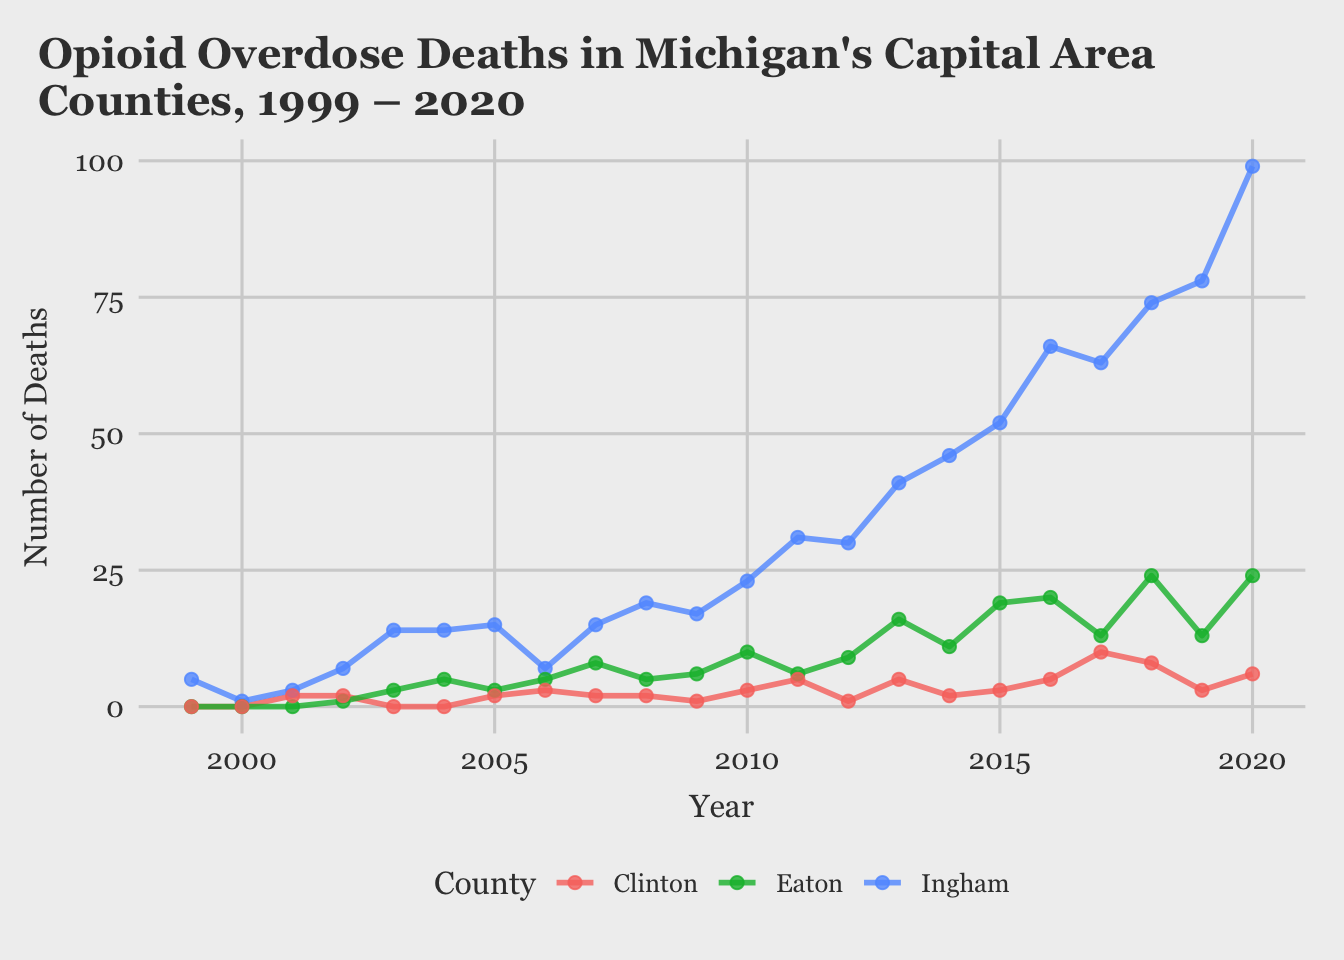 Opioid Overdose Deaths in Michigan's Capital Area
Counties, 1999 – 2020
100
75
50
25
0
Number of Deaths
2000 2005 2010 2015 2020
Year
County Clinton Eaton Ingham